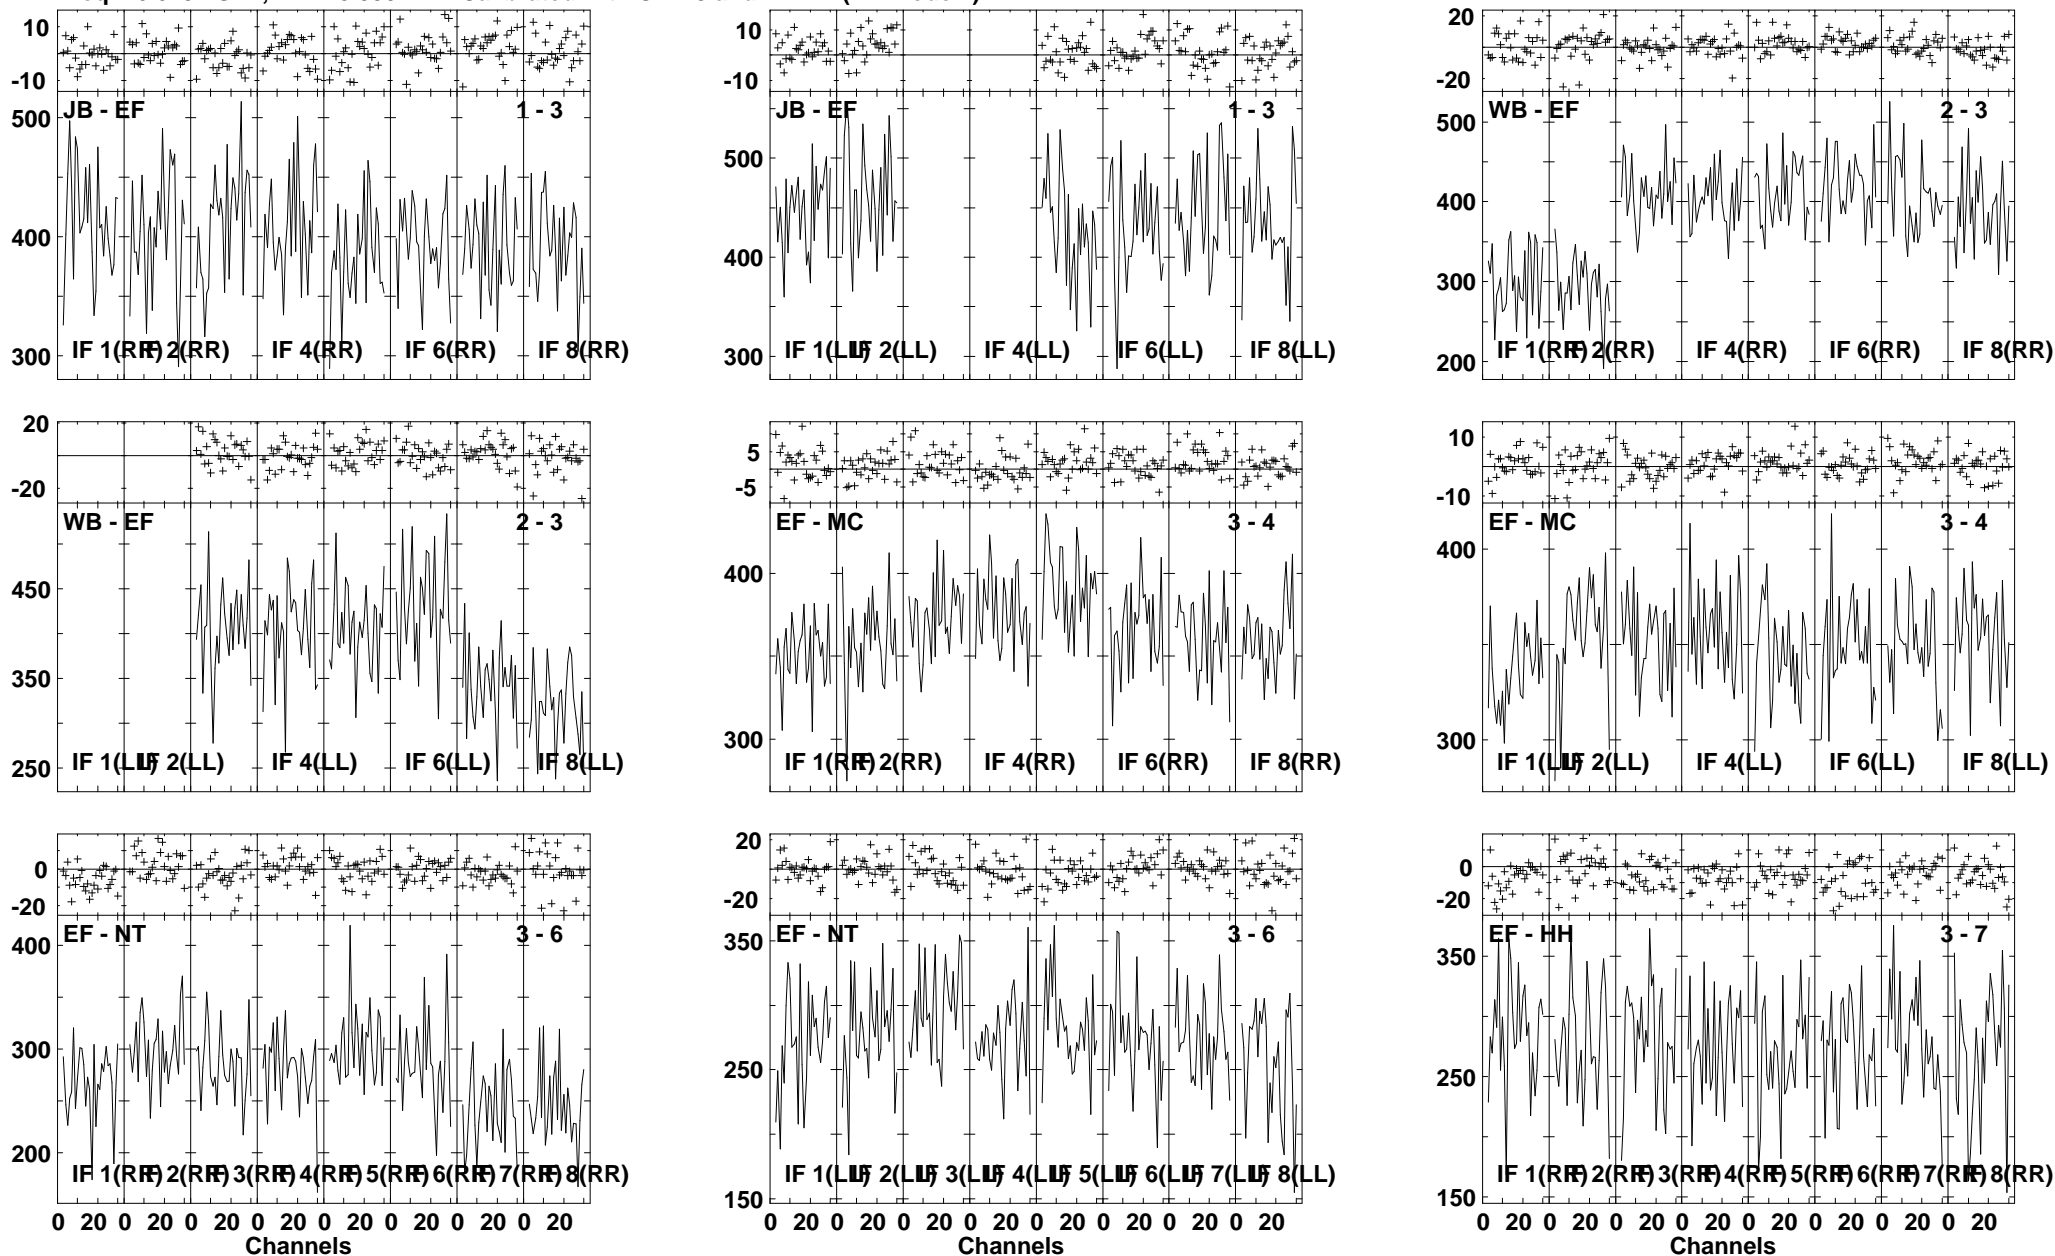 10
-10
JB - EF 1 - 3
500
400
300
IF 1(RR) IF 2(RR) IF 4(RR) IF 6(RR) IF 8(RR)
10
-10
JB - EF 1 - 3
500
400
300
IF 1(LL) IF 2(LL) IF 4(LL) IF 6(LL) IF 8(LL)
20
-20
WB - EF 2 - 3
500
400
300
200
IF 1(RR) IF 2(RR) IF 4(RR) IF 6(RR) IF 8(RR)
20
-20
WB - EF 2 - 3
450
350
250
IF 1(LL) IF 2(LL) IF 4(LL) IF 6(LL) IF 8(LL)
5
-5
EF - MC 3 - 4
400
300
IF 1(RR) IF 2(RR) IF 4(RR) IF 6(RR) IF 8(RR)
10
-10
EF - MC 3 - 4
400
300
IF 1(LL) IF 2(LL) IF 4(LL) IF 6(LL) IF 8(LL)
0
-20
EF - NT 3 - 6
400
300
200
IF 1(RR) IF 2(RR) IF 3(RR) IF 4(RR) IF 5(RR) IF 6(RR) IF 7(RR) IF 8(RR)
0 20 0 20 0 20 0 20 0 20 0 20 0 20 0 20
Channels
20
0
-20
EF - NT 3 - 6
350
250
150
IF 1(LL) IF 2(LL) IF 3(LL) IF 4(LL) IF 5(LL) IF 6(LL) IF 7(LL) IF 8(LL)
0 20 0 20 0 20 0 20 0 20 0 20 0 20 0 20
Channels
0
-20
EF - HH 3 - 7
350
250
150
IF 1(RR) IF 2(RR) IF 3(RR) IF 4(RR) IF 5(RR) IF 6(RR) IF 7(RR) IF 8(RR)
0 20 0 20 0 20 0 20 0 20 0 20 0 20 0 20
Channels